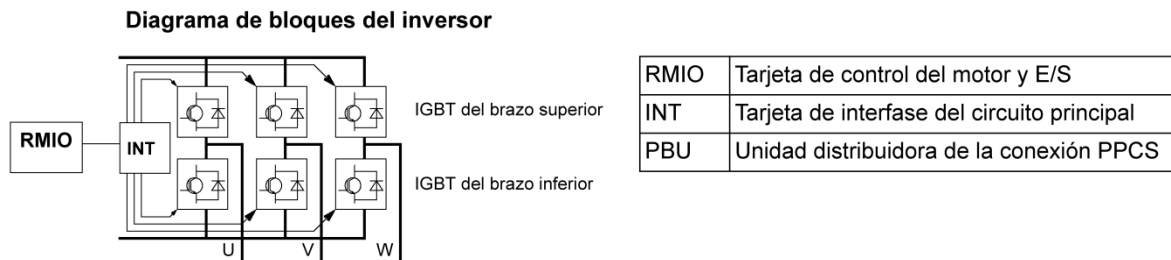 Diagrama de bloques del inversor
RMIO
INT
IGBT del brazo superior
IGBT del brazo inferior
U
V
W
RMIO Tarjeta de control del motor y E/S
INT Tarjeta de interfase del circuito principal
PBU Unidad distribuidora de la conexión PPCS